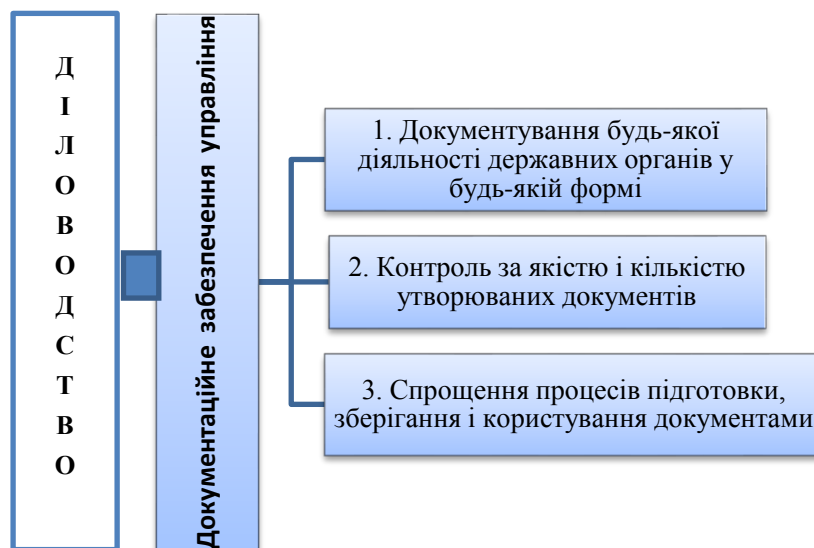 ДІЛОВОДСТВО
Документаційне забезпечення управління
1. Документування будь-якої
діяльності державних органів у
будь-якій формі
2. Контроль за якістю і кількістю
утворюваних документів
3. Спрощення процесів підготовки,
зберігання і користування документами